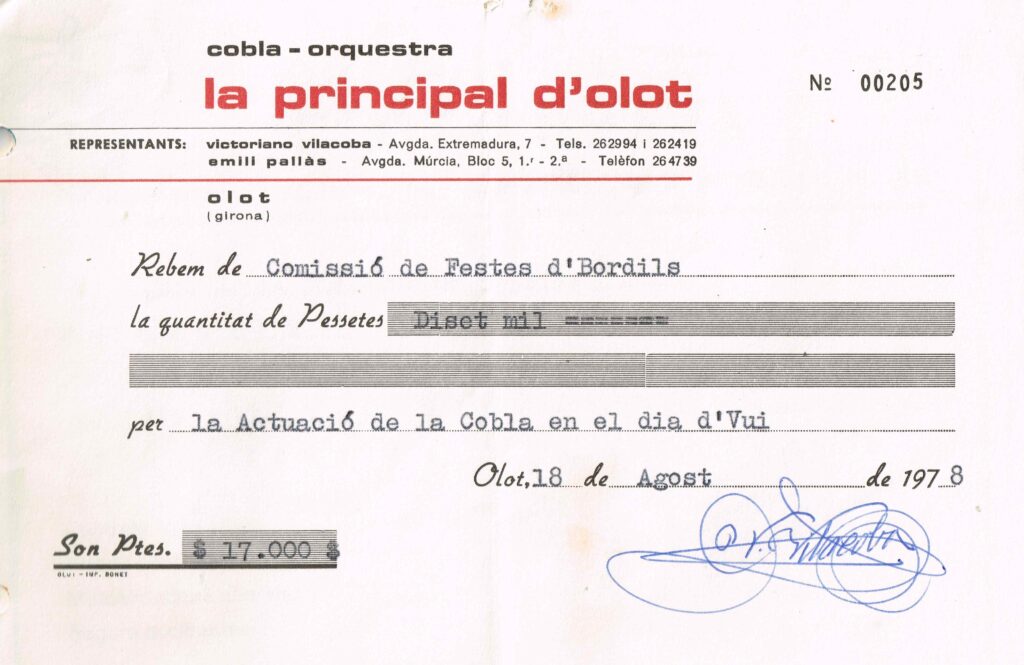 cobla - orquestra
la principal d'olot
Nº 00205
REPRESENTANTS: victoriano vilacoba - Avgda. Extremadura, 7 - Tels. 262994 i 262419
emili pallàs - Avgda. Múrcia, Bloc 5, 1.ʳ - 2.ª - Telèfon 264739
olot
(girona)
Rebem de Comissió de Festes d'Bordils
la quantitat de Pessetes Diset mil =======
per la Actuació de la Cobla en el dia d'Vui
Olot, 18 de Agost de 1978
Son Ptes. $ 17.000 $
OLOT - IMP. BONET
V. Vilacoba